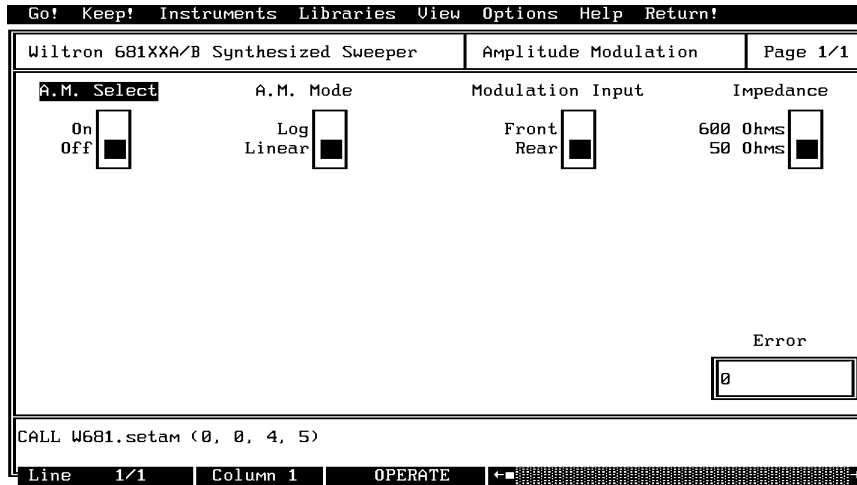 Go! Keep! Instruments Libraries View Options Help Return!
Wiltron 681XXA/B Synthesized Sweeper Amplitude Modulation Page 1/1
A.M. Select A.M. Mode Modulation Input Impedance
On Log Front 600 Ohms
Off Linear Rear 50 Ohms
Error
0
CALL W681.setam (0, 0, 4, 5)
Line 1/1 Column 1 OPERATE